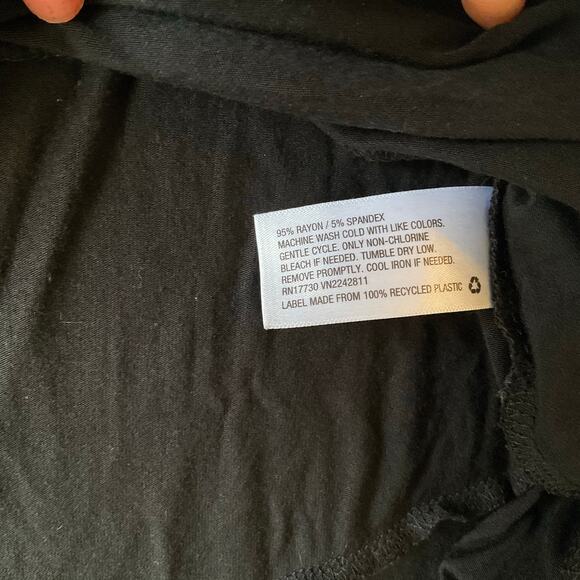 95% RAYON / 5% SPANDEX
MACHINE WASH COLD WITH LIKE COLORS.
GENTLE CYCLE. ONLY NON-CHLORINE
BLEACH IF NEEDED. TUMBLE DRY LOW.
REMOVE PROMPTLY. COOL IRON IF NEEDED.
RN17730 VN2242811
LABEL MADE FROM 100% RECYCLED PLASTIC